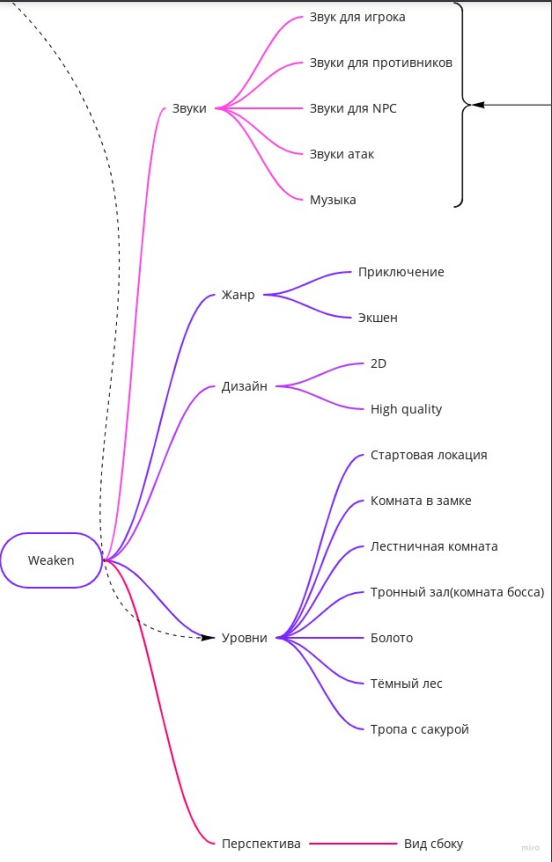 Звук для игрока
Звуки для противников
Звуки
Звуки для NPC
Звуки атак
Музыка
Жанр
Приключение
Экшен
Дизайн
2D
High quality
Weaken
Уровни
Стартовая локация
Комната в замке
Лестничная комната
Тронный зал(комната босса)
Болото
Тёмный лес
Тропа с сакурой
Перспектива
Вид сбоку
miro